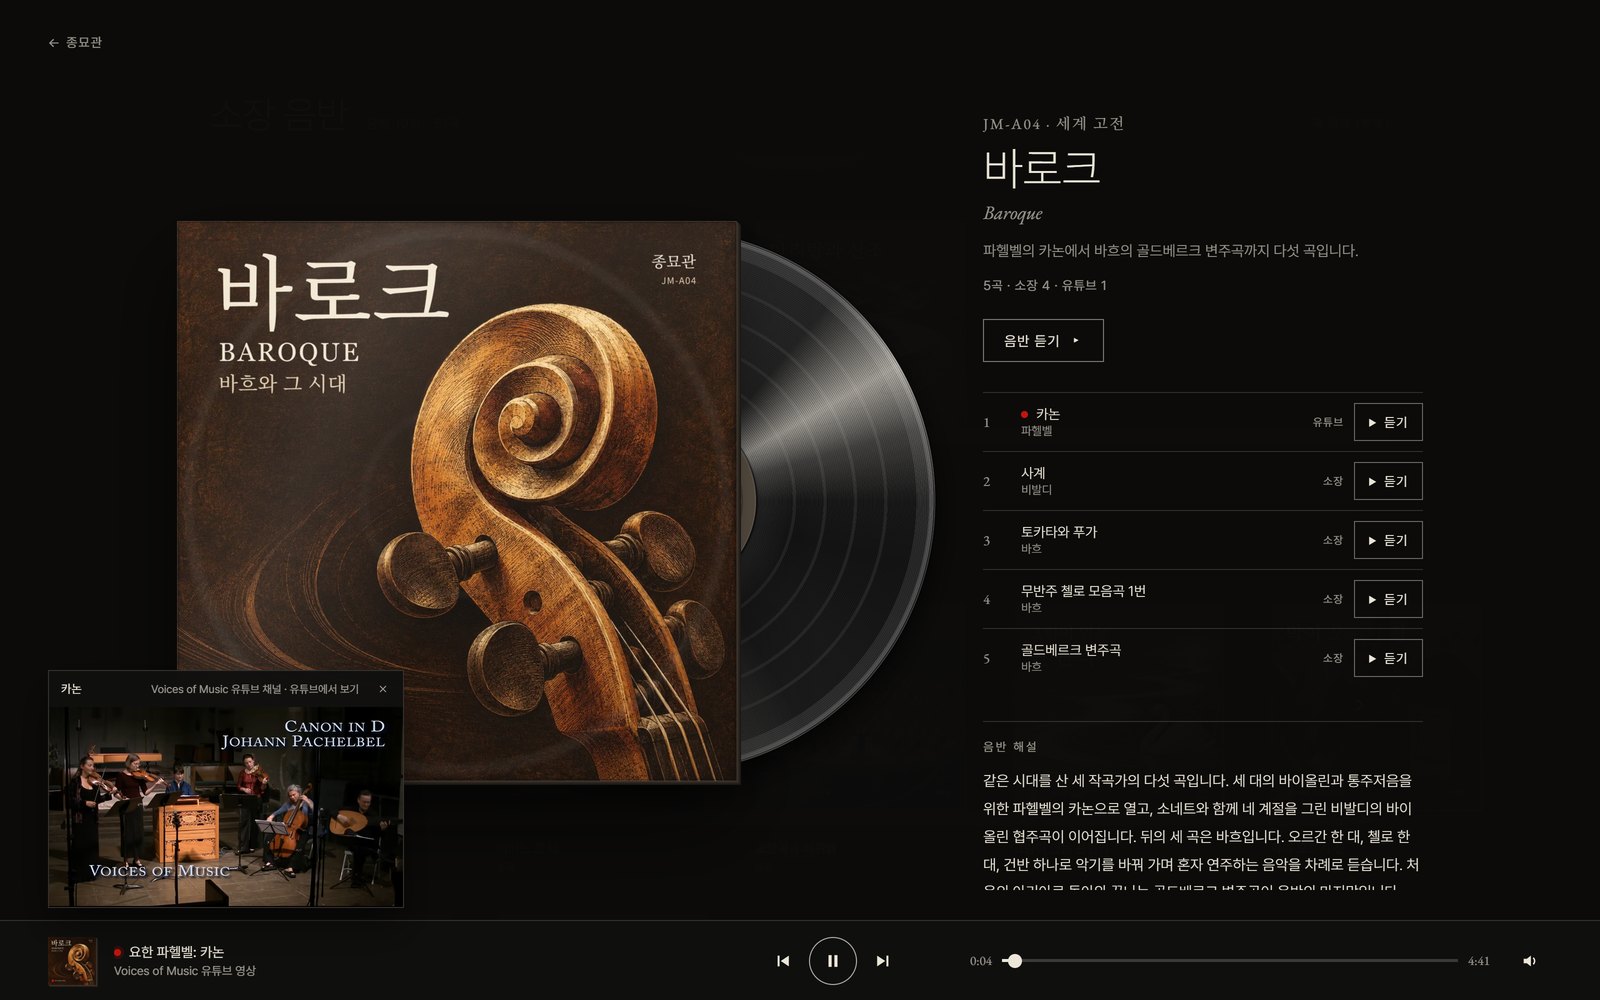 ← 종묘관
소장 음반
JM-A04 · 세계 고전
바로크
Baroque
파헬벨의 카논에서 바흐의 골드베르크 변주곡까지 다섯 곡입니다.
5곡 · 소장 4 · 유튜브 1
음반 듣기
바로크
BAROQUE
바흐와 그 시대
종묘관
JM-A04
1 카논 유튜브 듣기
파헬벨
2 사계 소장 듣기
비발디
3 토카타와 푸가 소장 듣기
바흐
4 무반주 첼로 모음곡 1번 소장 듣기
바흐
5 골드베르크 변주곡 소장 듣기
바흐
음반 해설
같은 시대를 산 세 작곡가의 다섯 곡입니다. 세 대의 바이올린과 통주저음을
위한 파헬벨의 카논으로 열고, 소네트와 함께 네 계절을 그린 비발디의 바이
올린 협주곡이 이어집니다. 뒤의 세 곡은 바흐입니다. 오르간 한 대, 첼로 한
대, 건반 하나로 악기를 바꿔 가며 혼자 연주하는 음악을 차례로 듣습니다. 처
카논 Voices of Music 유튜브 채널 · 유튜브에서 보기
CANON IN D
JOHANN PACHELBEL
VOICES OF MUSIC
바로크
요한 파헬벨: 카논
Voices of Music 유튜브 영상
0:04 4:41